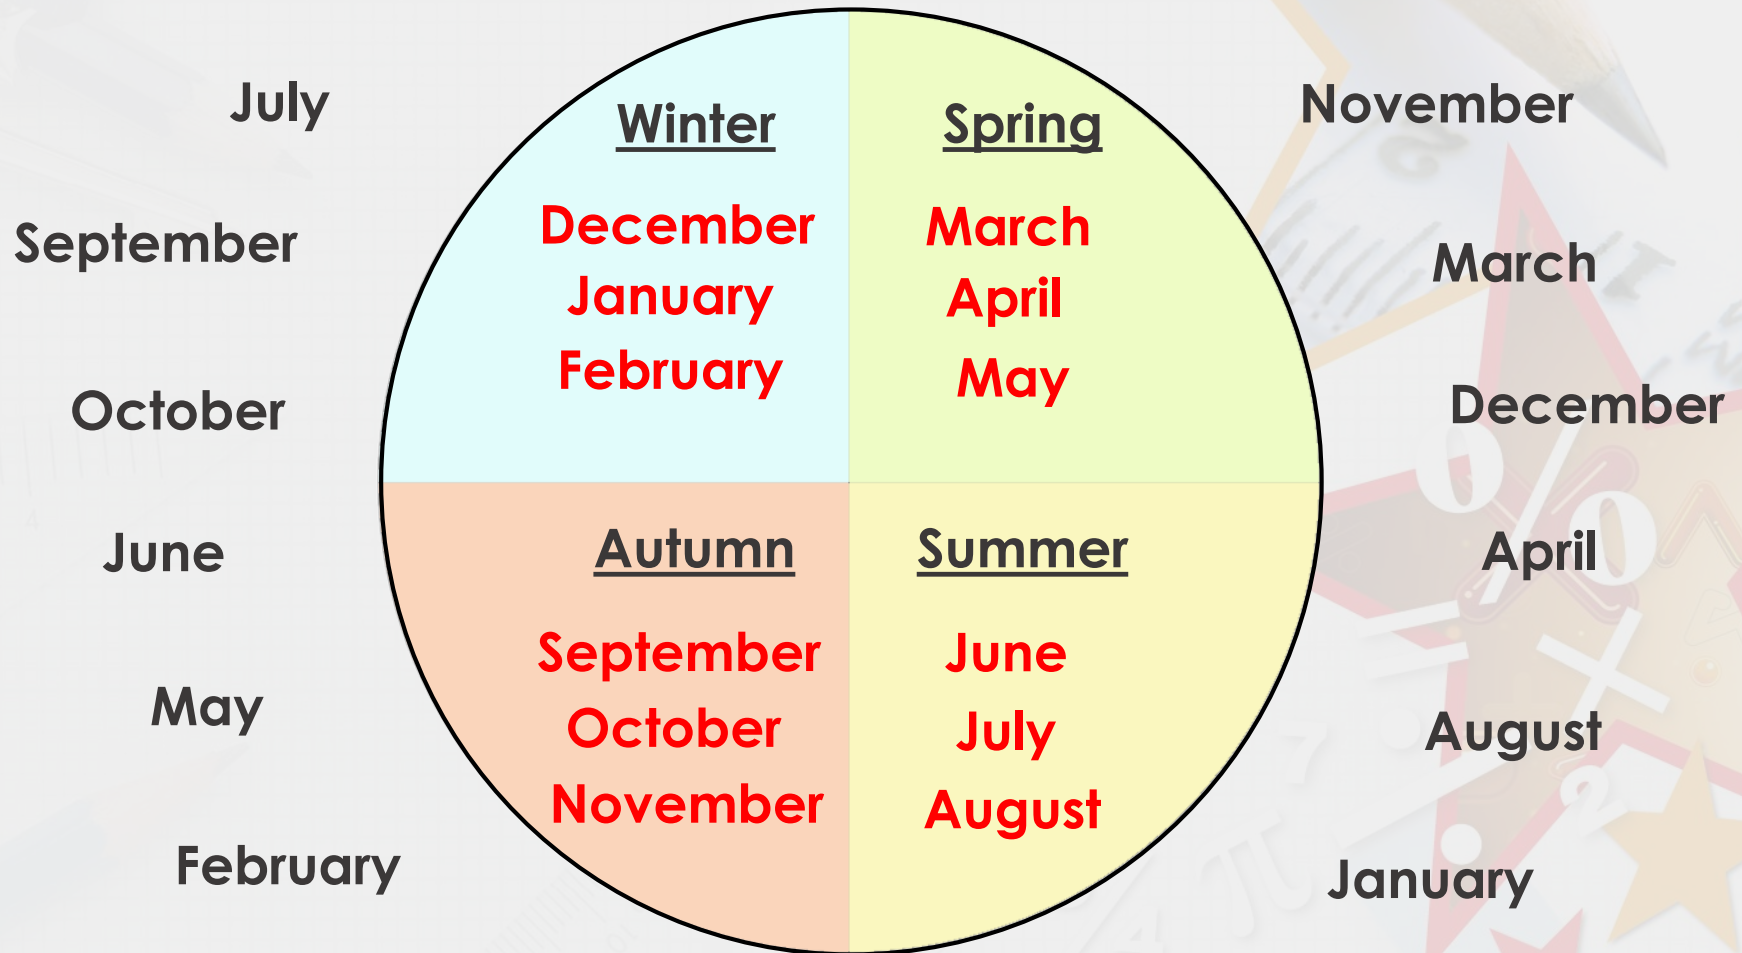 July
September
October
June
May
February
Winter
December
January
February
Spring
March
April
May
Autumn
September
October
November
Summer
June
July
August
November
March
December
April
August
January